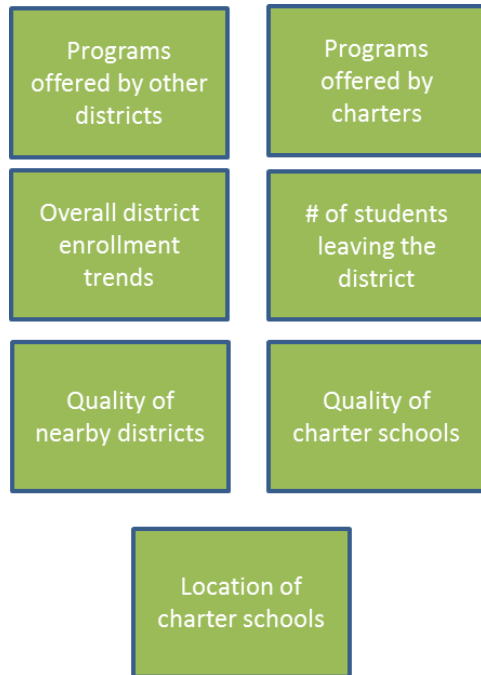 Programs
offered by other
districts
Programs
offered by
charters
Overall district
enrollment
trends
# of students
leaving the
district
Quality of
nearby districts
Quality of
charter schools
Location of
charter schools